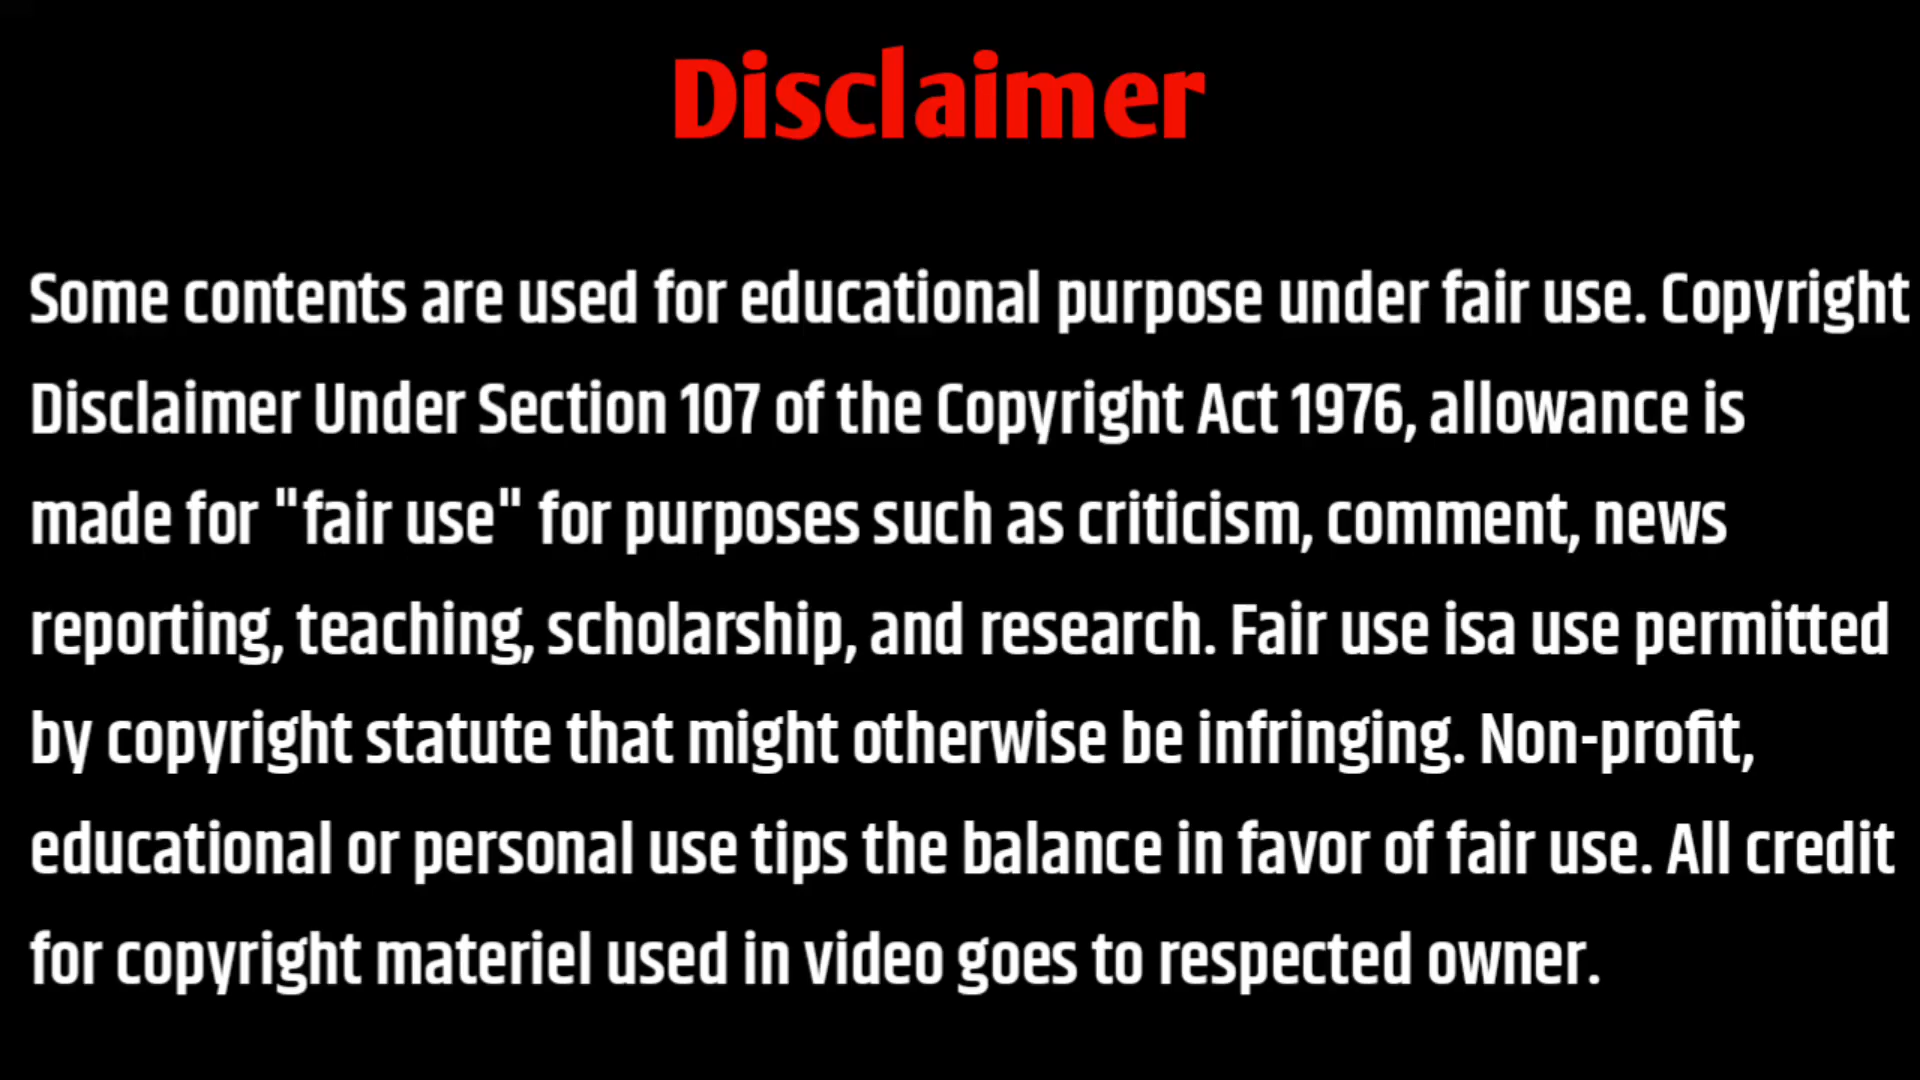 Disclaimer
Some contents are used for educational purpose under fair use. Copyright
Disclaimer Under Section 107 of the Copyright Act 1976, allowance is
made for "fair use" for purposes such as criticism, comment, news
reporting, teaching, scholarship, and research. Fair use isa use permitted
by copyright statute that might otherwise be infringing. Non-profit,
educational or personal use tips the balance in favor of fair use. All credit
for copyright materiel used in video goes to respected owner.